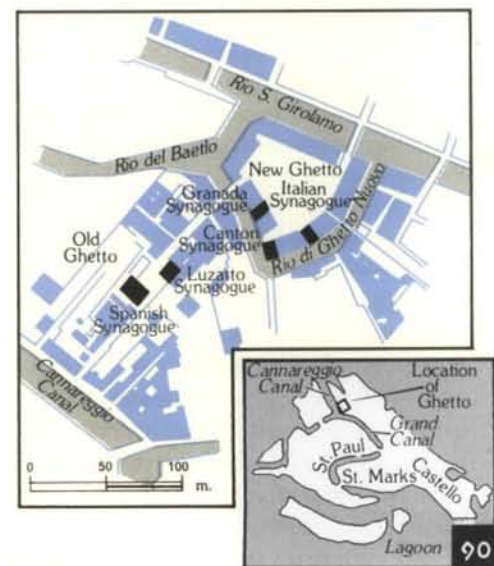 Rio S. Girolamo
Rio del Baetlo
New Ghetto
Italian
Synagogue
Granada
Synagogue
Cantori
Synagogue
Rio di Ghetto Nuovo
Old
Ghetto
Luzatto
Synagogue
Spanish
Synagogue
Cannareggio
Canal
0 50 100
m.
Cannareggio
Canal
Location
of
Ghetto
Grand
Canal
St. Paul
St. Marks
Castello
Lagoon
90